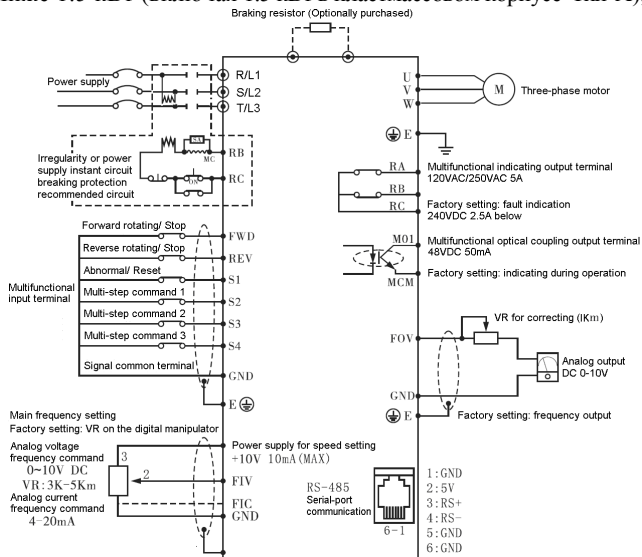 Braking resistor (Optionally purchased)
Power supply
R/L1
S/L2
T/L3
U
V
W
M
Three-phase motor
E
SA
MC
RB
ON
RC
Irregularity or power
supply instant circuit
breaking protection
recommended circuit
RA
RB
RC
Multifunctional indicating output terminal
120VAC/250VAC 5A
Factory setting: fault indication
240VDC 2.5A below
Forward rotating/ Stop
FWD
Reverse rotating/ Stop
REV
Abnormal/ Reset
S1
Multifunctional
input terminal
Multi-step command 1
S2
Multi-step command 2
S3
Multi-step command 3
S4
Signal common terminal
GND
E
MO1
Multifunctional optical coupling output terminal
48VDC 50mA
MCM
Factory setting: indicating during operation
VR for correcting (IKm)
FOV
Analog output
DC 0-10V
GND
E
Factory setting: frequency output
Main frequency setting
Factory setting: VR on the digital manipulator
Analog voltage
frequency command
0~10V DC
VR:3K-5Km
Analog current
frequency command
4-20mA
3
2
Power supply for speed setting
+10V 10mA(MAX)
FIV
FIC
GND
RS-485
Serial-port
communication
6-1
1:GND
2:5V
3:RS+
4:RS-
5:GND
6:GND